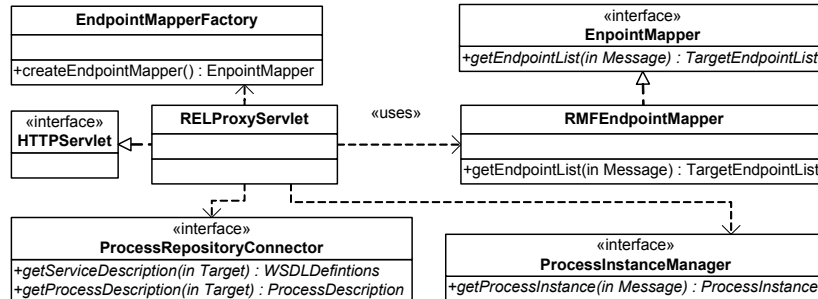 EndpointMapperFactory
+createEndpointMapper() : EnpointMapper
«interface»
EnpointMapper
+getEndpointList(in Message) : TargetEndpointList
«interface»
HTTPServlet
RELProxyServlet
«uses»
RMFEndpointMapper
+getEndpointList(in Message) : TargetEndpointList
«interface»
ProcessRepositoryConnector
+getServiceDescription(in Target) : WSDLDefintions
+getProcessDescription(in Target) : ProcessDescription
«interface»
ProcessInstanceManager
+getProcessInstance(in Message) : ProcessInstance